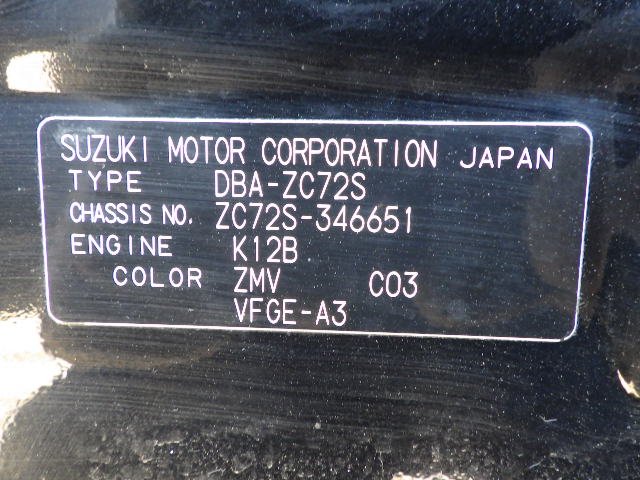 SUZUKI MOTOR CORPORATION JAPAN
TYPE DBA-ZC72S
CHASSIS NO. ZC72S-346651
ENGINE K12B
COLOR ZMV C03
VFGE-A3